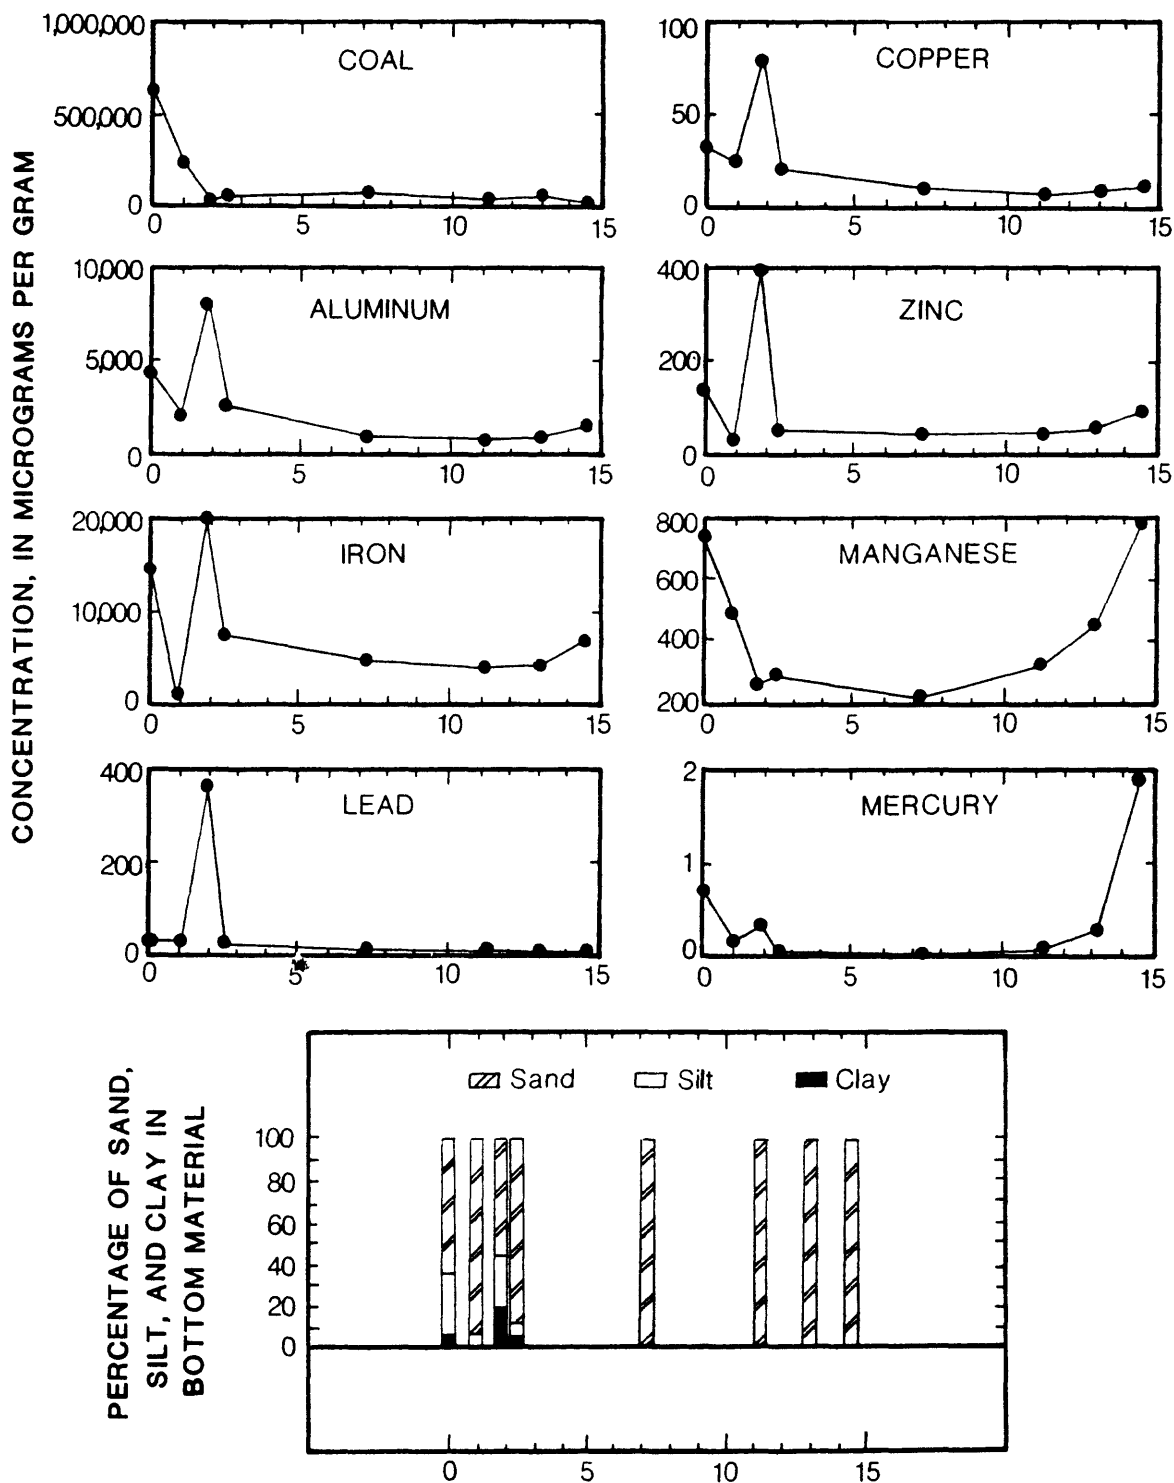 CONCENTRATION, IN MICROGRAMS PER GRAM
COAL
1,000,000
500,000
0
0 5 10 15
COPPER
100
50
0
0 5 10 15
ALUMINUM
10,000
5,000
0
0 5 10 15
ZINC
400
200
0
0 5 10 15
IRON
20,000
10,000
0
0 5 10 15
MANGANESE
800
600
400
200
0 5 10 15
LEAD
400
200
0
0 5 10 15
MERCURY
2
1
0
0 5 10 15
PERCENTAGE OF SAND,
SILT, AND CLAY IN
BOTTOM MATERIAL
Sand Silt Clay
100
80
60
40
20
0
0 5 10 15